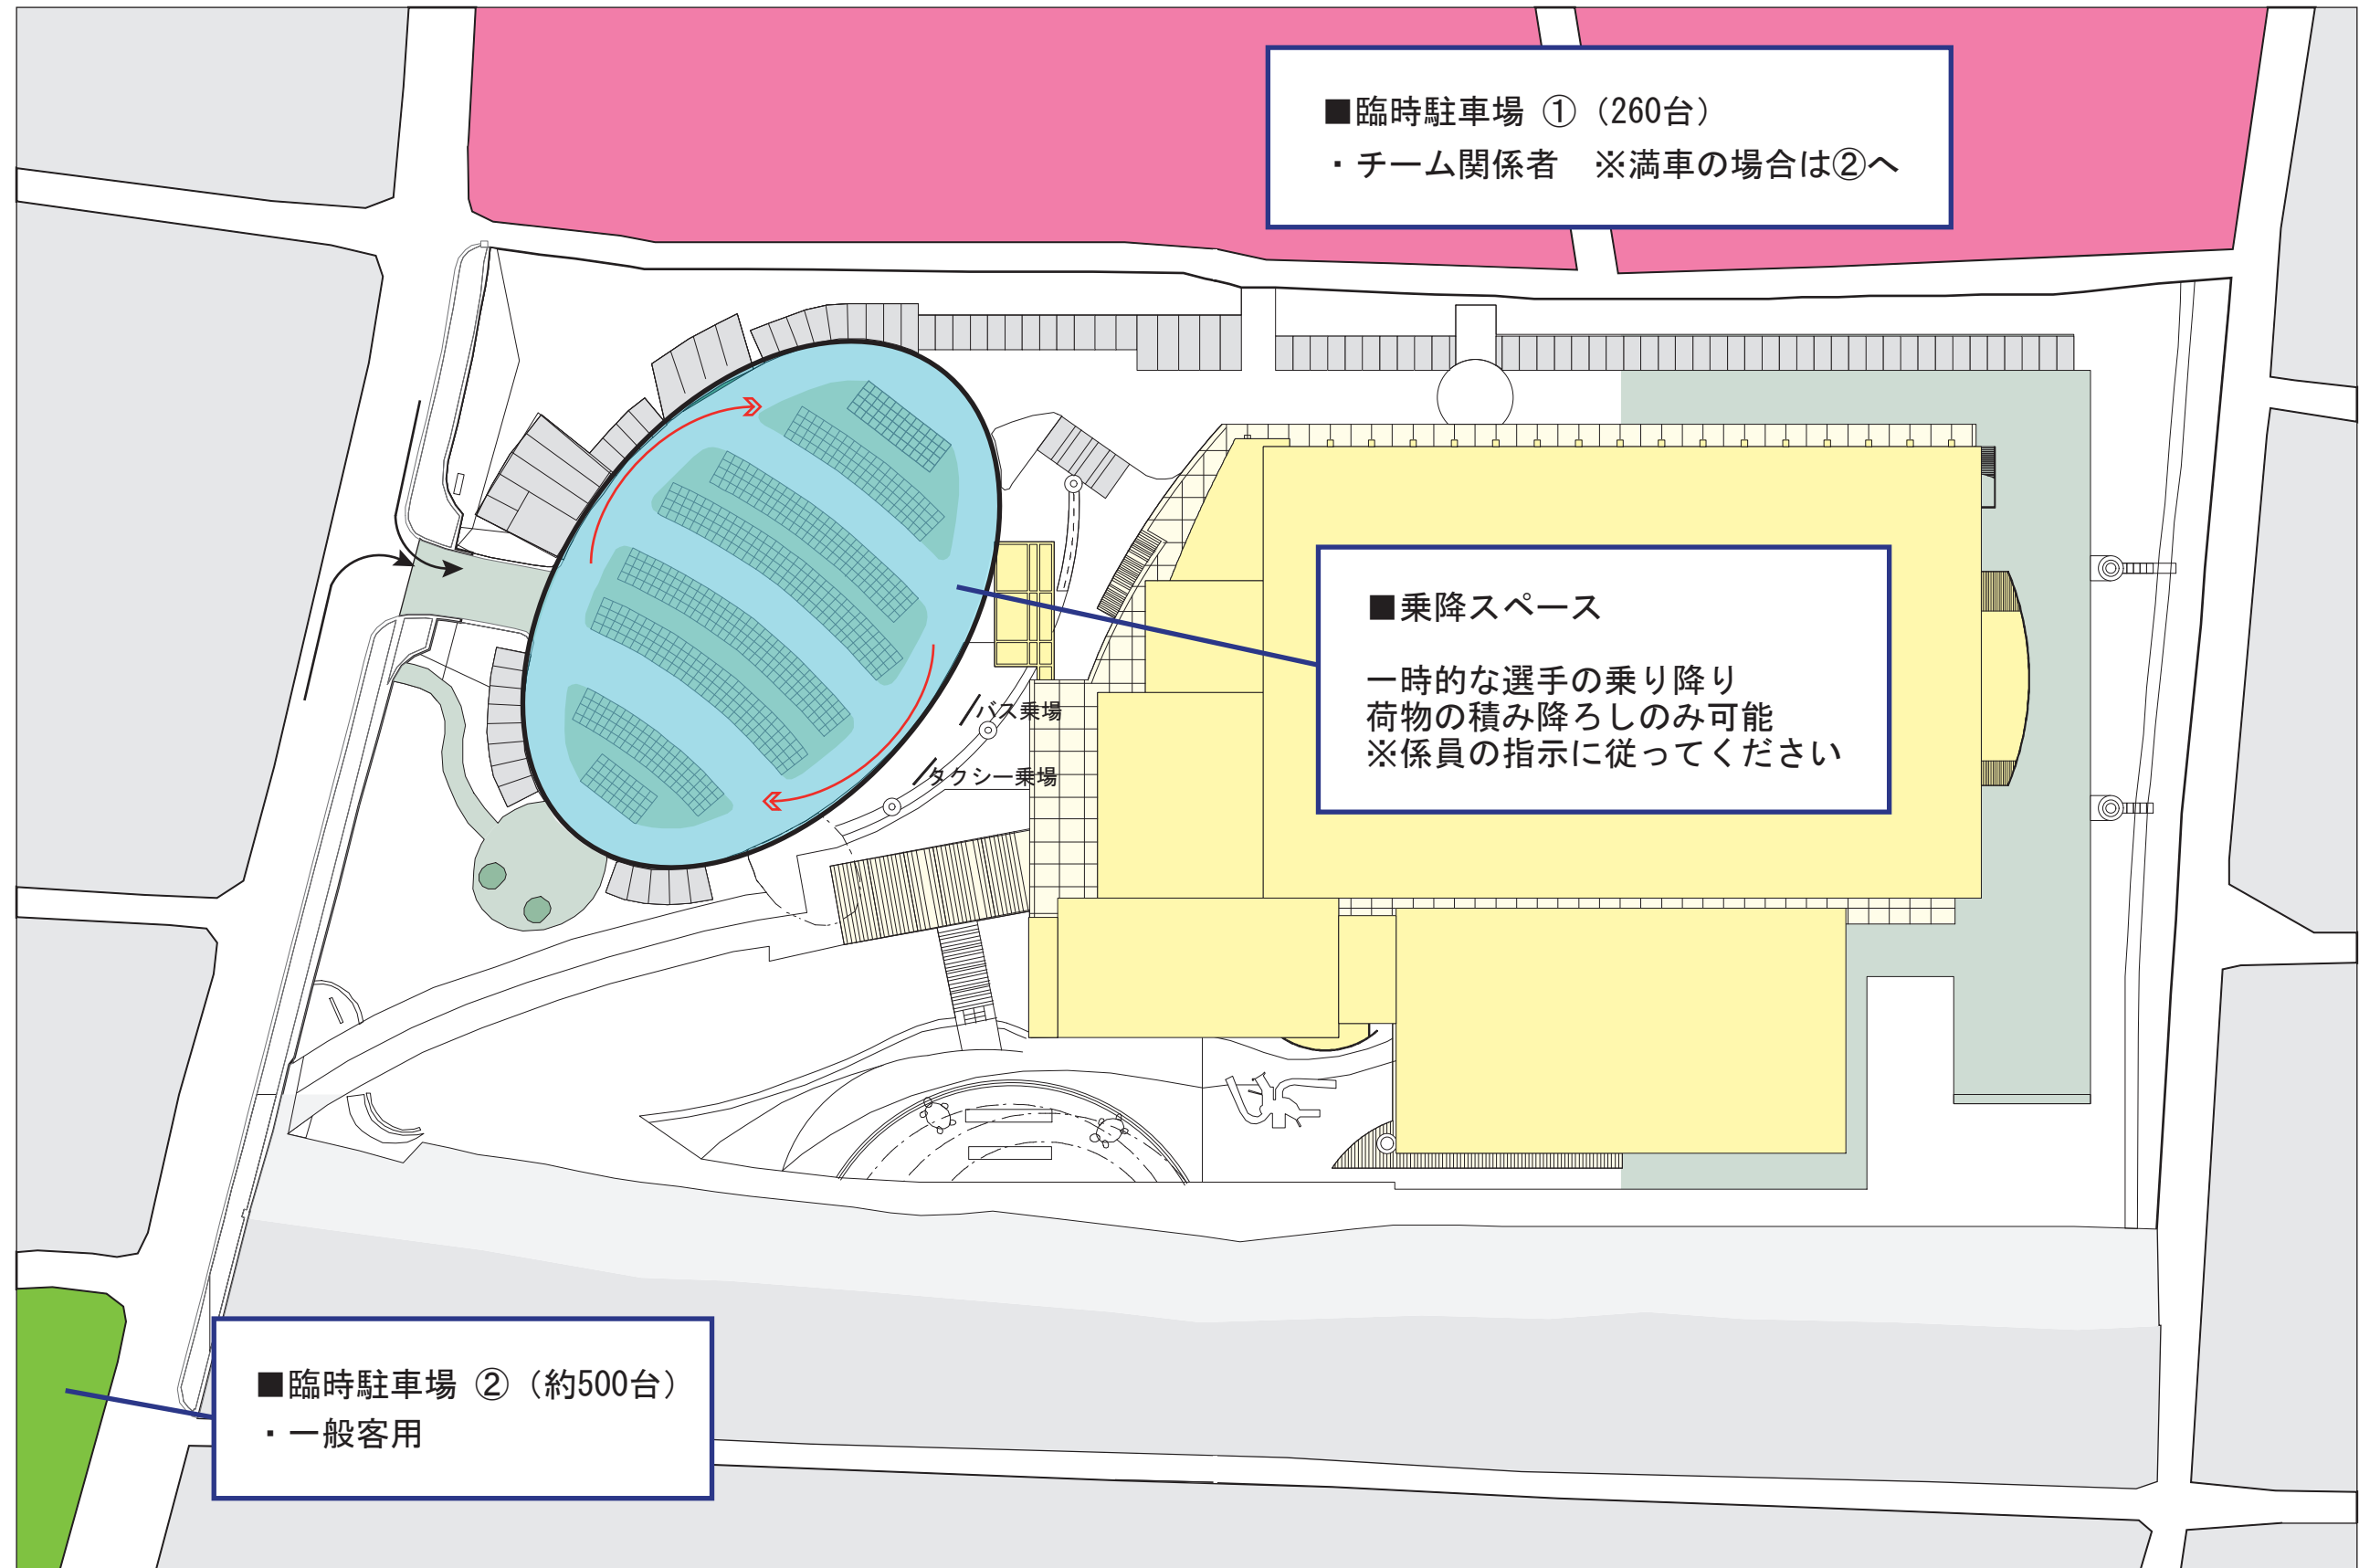 ■臨時駐車場 ①（260台）
・チーム関係者　※満車の場合は②へ
■乗降スペース
一時的な選手の乗り降り
荷物の積み降ろしのみ可能
※係員の指示に従ってください
バス乗場
タクシー乗場
■臨時駐車場 ②（約500台）
・一般客用